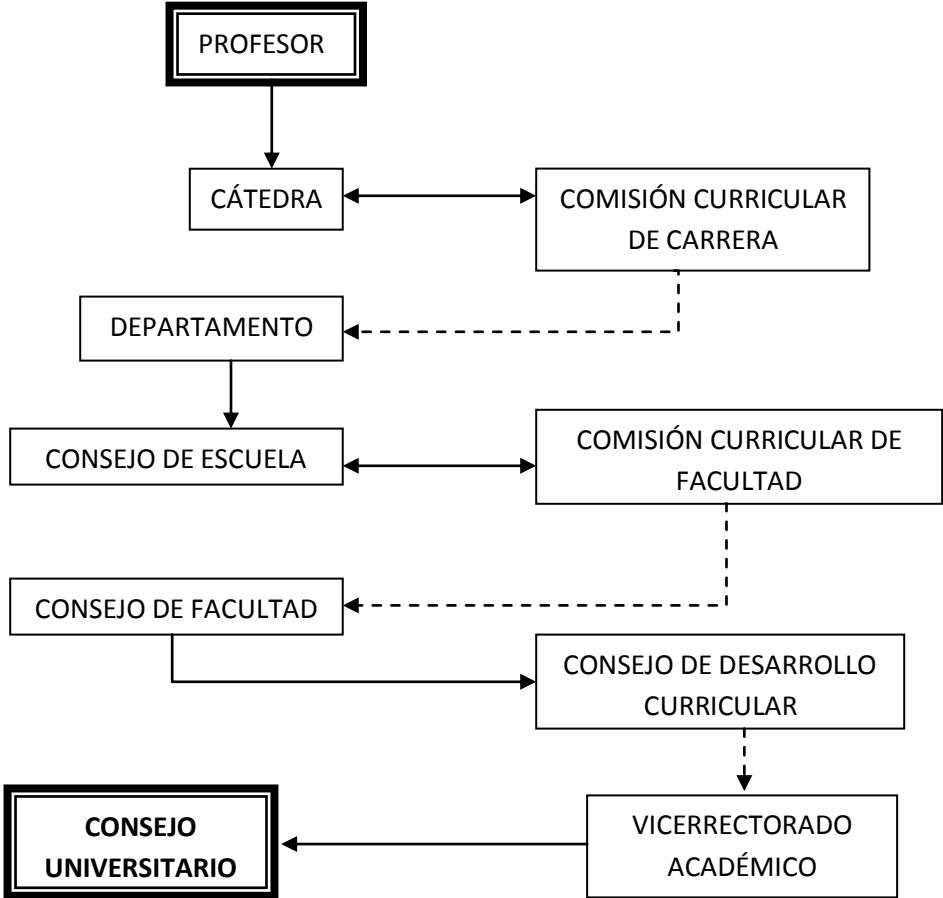 PROFESOR
CÁTEDRA
COMISIÓN CURRICULAR
DE CARRERA
DEPARTAMENTO
CONSEJO DE ESCUELA
COMISIÓN CURRICULAR DE
FACULTAD
CONSEJO DE FACULTAD
CONSEJO DE DESARROLLO
CURRICULAR
CONSEJO
UNIVERSITARIO
VICERRECTORADO
ACADÉMICO